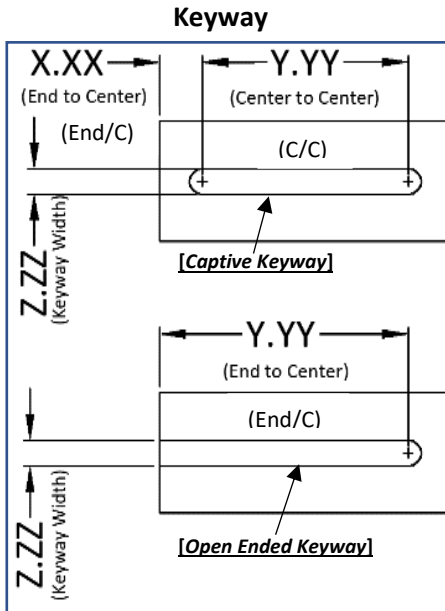 Keyway
X.XX
Y.YY
(End to Center)
(Center to Center)
(End/C)
(C/C)
Z.ZZ
(Keyway Width)
[Captive Keyway]
Y.YY
(End to Center)
(End/C)
Z.ZZ
(Keyway Width)
[Open Ended Keyway]